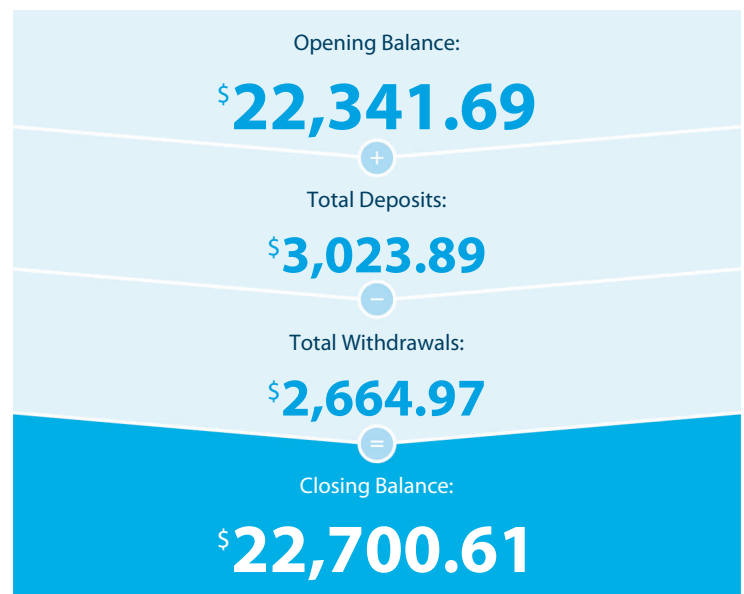 Opening Balance:
$22,341.69
+
Total Deposits:
$3,023.89
−
Total Withdrawals:
$2,664.97
=
Closing Balance:
$22,700.61